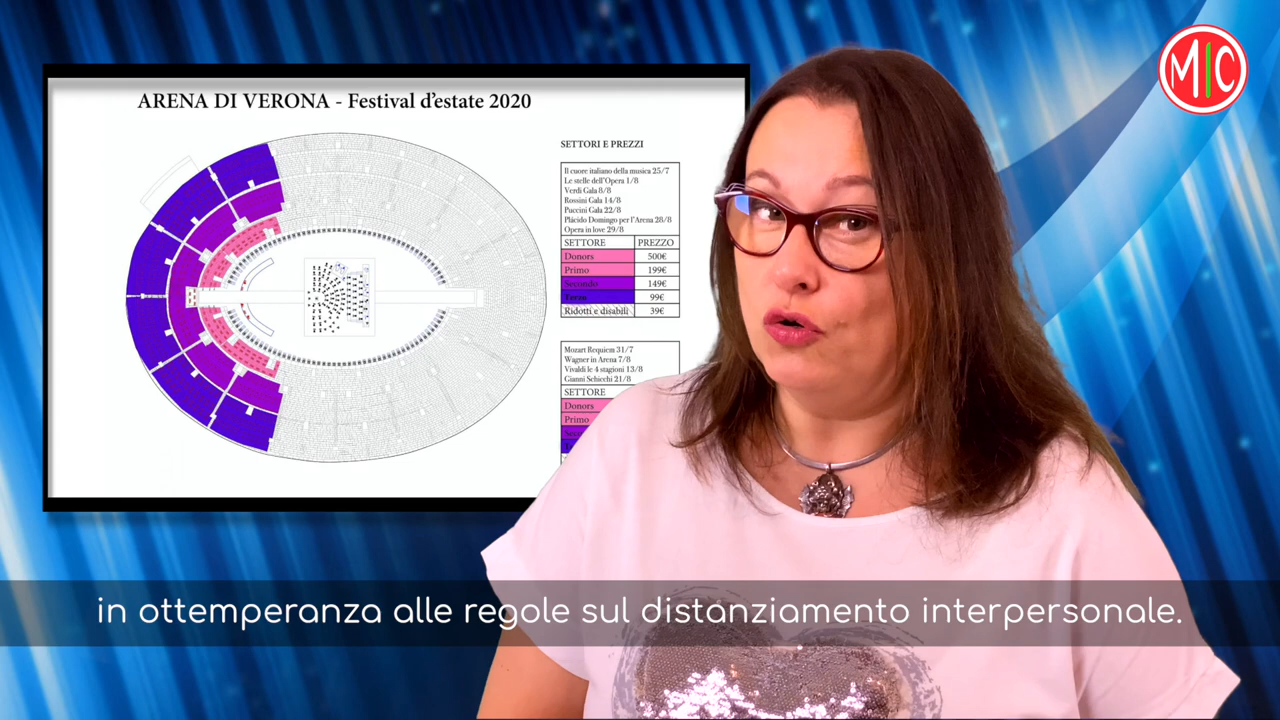 MIC
ARENA DI VERONA - Festival d'estate 2020
SETTORI E PREZZI
Il cuore italiano della musica 25/7
Le stelle dell'Opera 1/8
Verdi Gala 8/8
Rossini Gala 14/8
Puccini Gala 22/8
Plácido Domingo per l'Arena 28/8
Opera in love 29/8
SETTORE PREZZO
Donors 500€
Primo 199€
Secondo 149€
Terzo 99€
Ridotti e disabili 39€
Mozart Requiem 31/7
Wagner in Arena 7/8
Vivaldi le 4 stagioni 13/8
Gianni Schicchi 21/8
SETTORE
Donors
Primo
in ottemperanza alle regole sul distanziamento interpersonale.